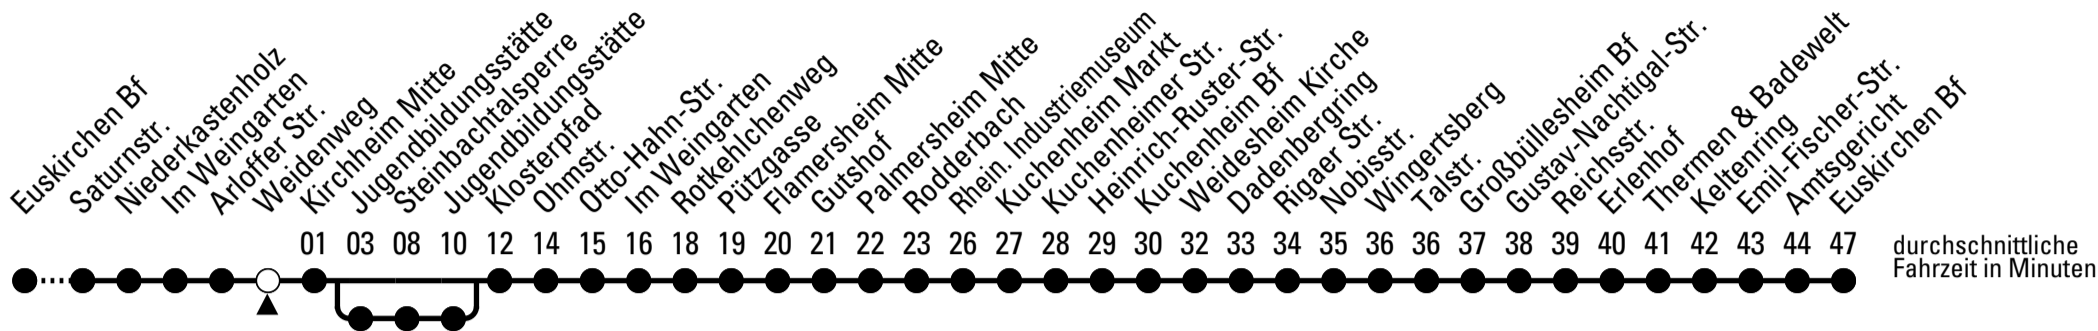 Euskirchen Bf
Saturnstr.
Niederkastenholz
Im Weingarten
Arloffer Str.
Weidenweg
Kirchheim Mitte
Jugendbildungsstätte
Steinbachtalsperre
Jugendbildungsstätte
Klosterpfad
Ohmstr.
Otto-Hahn-Str.
Im Weingarten
Rotkehlchenweg
Pützgasse
Flamersheim Mitte
Gutshof
Palmersheim Mitte
Rodderbach
Rhein. Industriemuseum
Kuchenheim Markt
Kuchenheimer Str.
Heinrich-Ruster-Str.
Kuchenheim Bf
Weidesheim Kirche
Dadenbergring
Rigaer Str.
Nobisstr.
Wingertsberg
Talstr.
Großbüllesheim Bf
Gustav-Nachtigal-Str.
Reichsstr.
Erlenhof
Thermen & Badewelt
Keltenring
Emil-Fischer-Str.
Amtsgericht
Euskirchen Bf
01 03 08 10 12 14 15 16 18 19 20 21 22 23 26 27 28 29 30 32 33 34 35 36 36 37 38 39 40 41 42 43 44 47
durchschnittliche
Fahrzeit in Minuten